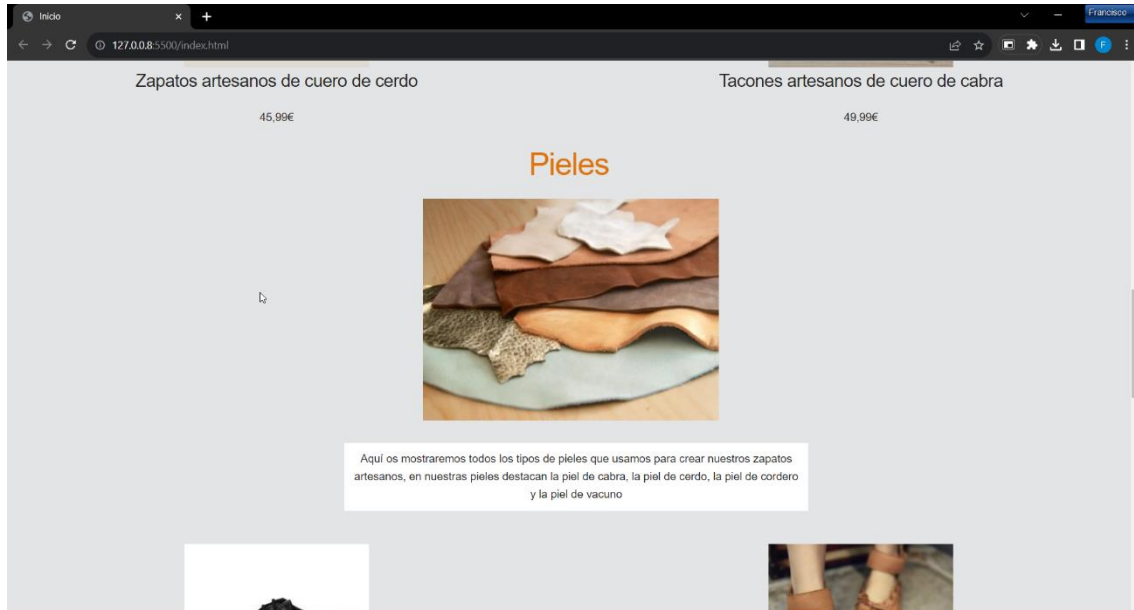 Inicio
Francisco
127.0.0.8:5500/index.html
F
Zapatos artesanos de cuero de cerdo
Tacones artesanos de cuero de cabra
45,99€
49,99€
Pieles
Aquí os mostraremos todos los tipos de pieles que usamos para crear nuestros zapatos
artesanos, en nuestras pieles destacan la piel de cabra, la piel de cerdo, la piel de cordero
y la piel de vacuno